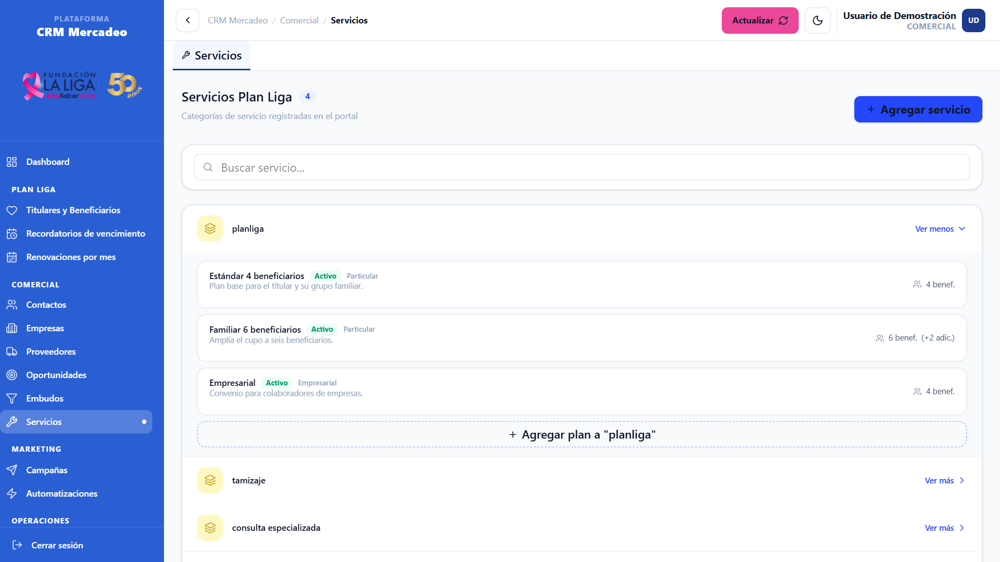 PLATAFORMA
CRM Mercadeo
FUNDACIÓN
LA LIGA
AmaSalvarVidas
50 años
Dashboard
PLAN LIGA
Titulares y Beneficiarios
Recordatorios de vencimiento
Renovaciones por mes
COMERCIAL
Contactos
Empresas
Proveedores
Oportunidades
Embudos
Servicios
MARKETING
Campañas
Automatizaciones
OPERACIONES
Cerrar sesión
CRM Mercadeo / Comercial / Servicios
Actualizar
Usuario de Demostración
COMERCIAL
UD
Servicios
Servicios Plan Liga 4
Categorías de servicio registradas en el portal
+ Agregar servicio
Buscar servicio...
planliga
Ver menos
Estándar 4 beneficiarios Activo Particular
Plan base para el titular y su grupo familiar.
4 benef.
Familiar 6 beneficiarios Activo Particular
Amplía el cupo a seis beneficiarios.
6 benef. (+2 adic.)
Empresarial Activo Empresarial
Convenio para colaboradores de empresas.
4 benef.
+ Agregar plan a "planliga"
tamizaje
Ver más
consulta especializada
Ver más